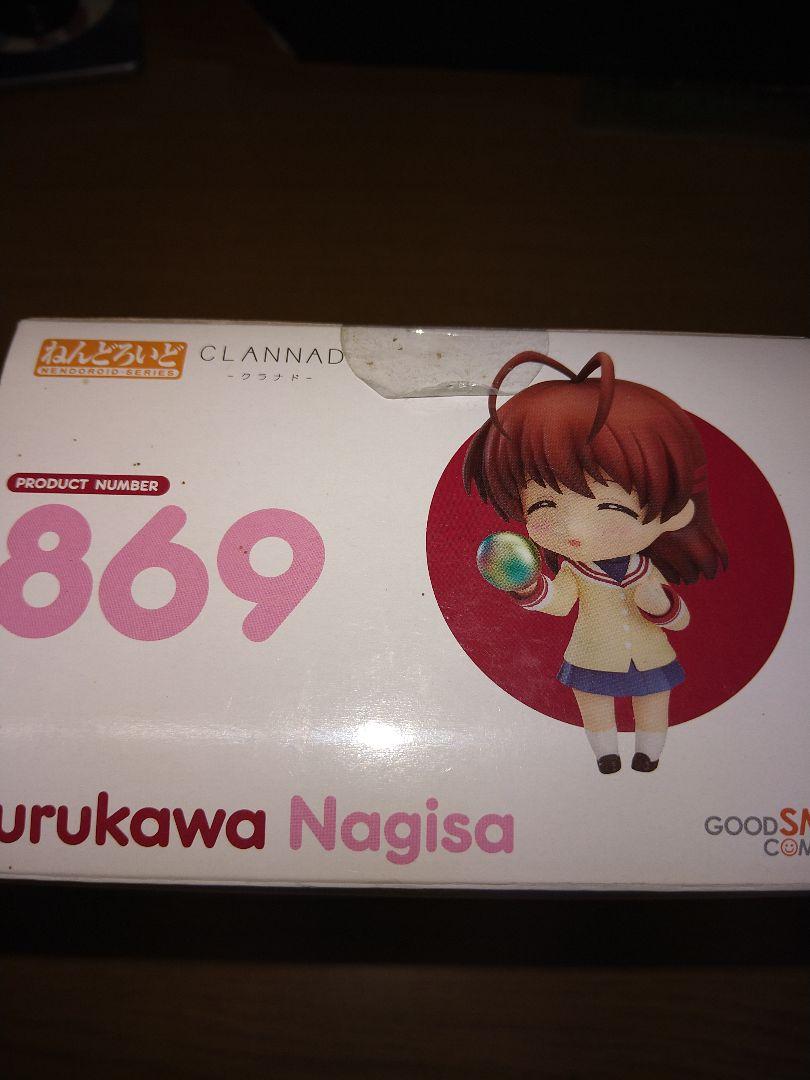 ねんどろいど
NENDOROID SERIES
CLANNAD
-クラナド-
PRODUCT NUMBER
869
urukawa Nagisa
GOODSM
COM